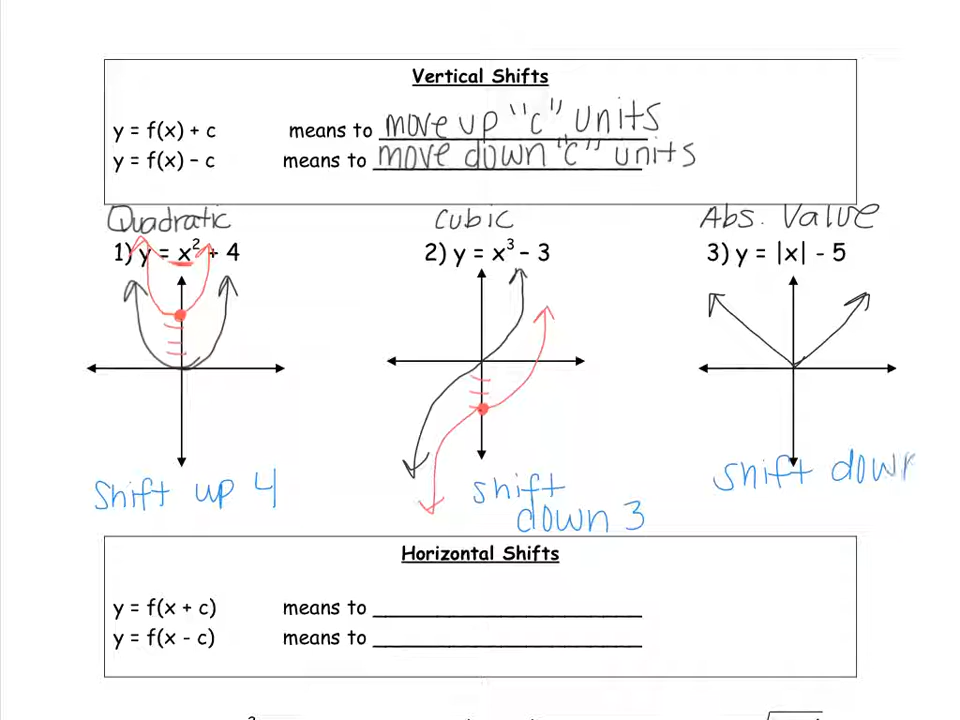 Vertical Shifts
y = f(x) + c means to move up "c" units
y = f(x) – c means to move down "c" units
Quadratic Cubic Abs. Value
1) y = x² + 4 2) y = x³ – 3 3) y = |x| - 5
Shift up 4 shift down 3 shift down
Horizontal Shifts
y = f(x + c) means to
y = f(x - c) means to